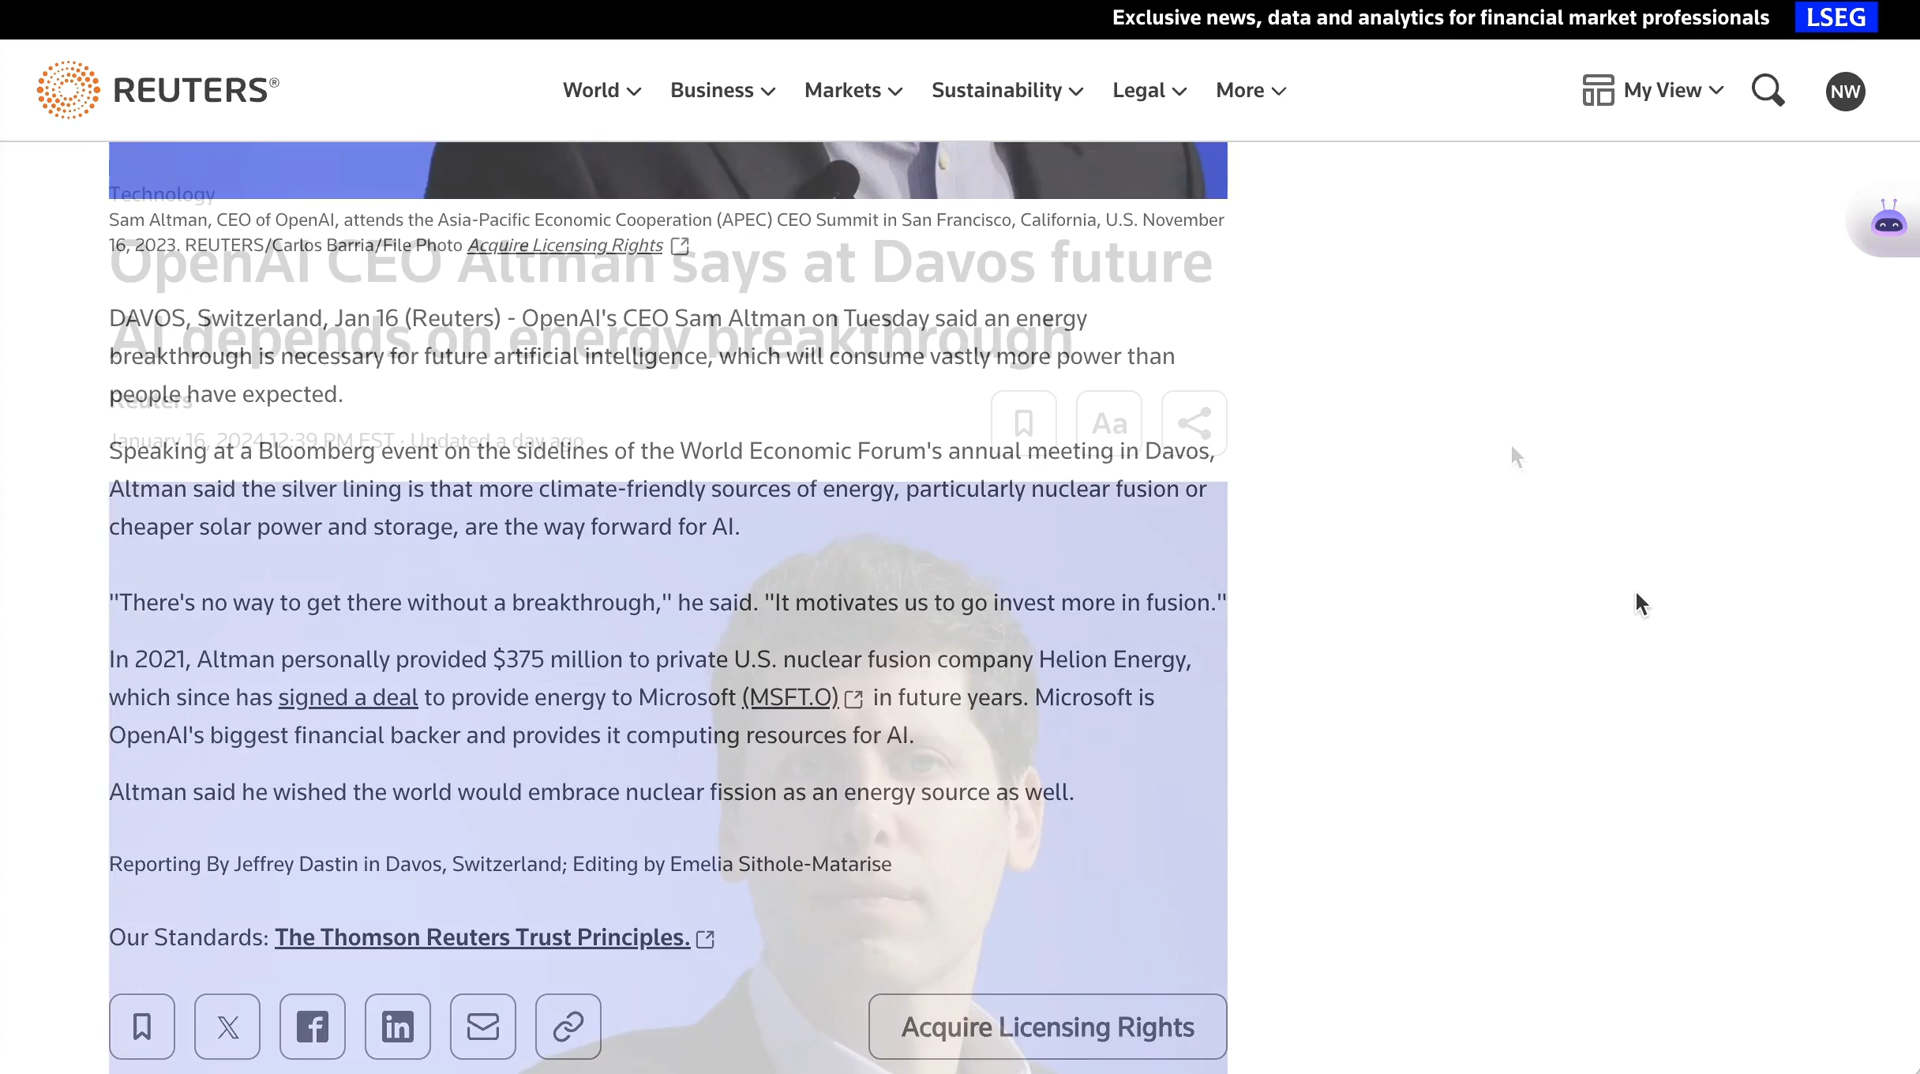 Exclusive news, data and analytics for financial market professionals LSEG
REUTERS®
World Business Markets Sustainability Legal More
My View NW
Technology
Sam Altman, CEO of OpenAI, attends the Asia-Pacific Economic Cooperation (APEC) CEO Summit in San Francisco, California, U.S. November
16, 2023. REUTERS/Carlos Barria/File Photo Acquire Licensing Rights
OpenAI CEO Altman says at Davos future
AI depends on energy breakthrough
DAVOS, Switzerland, Jan 16 (Reuters) - OpenAI's CEO Sam Altman on Tuesday said an energy
breakthrough is necessary for future artificial intelligence, which will consume vastly more power than
people have expected.
Reuters
Aa
January 16, 2024 12:39 PM EST · Updated a day ago
Speaking at a Bloomberg event on the sidelines of the World Economic Forum's annual meeting in Davos,
Altman said the silver lining is that more climate-friendly sources of energy, particularly nuclear fusion or
cheaper solar power and storage, are the way forward for AI.
"There's no way to get there without a breakthrough," he said. "It motivates us to go invest more in fusion."
In 2021, Altman personally provided $375 million to private U.S. nuclear fusion company Helion Energy,
which since has signed a deal to provide energy to Microsoft (MSFT.O) in future years. Microsoft is
OpenAI's biggest financial backer and provides it computing resources for AI.
Altman said he wished the world would embrace nuclear fission as an energy source as well.
Reporting By Jeffrey Dastin in Davos, Switzerland; Editing by Emelia Sithole-Matarise
Our Standards: The Thomson Reuters Trust Principles.
Acquire Licensing Rights